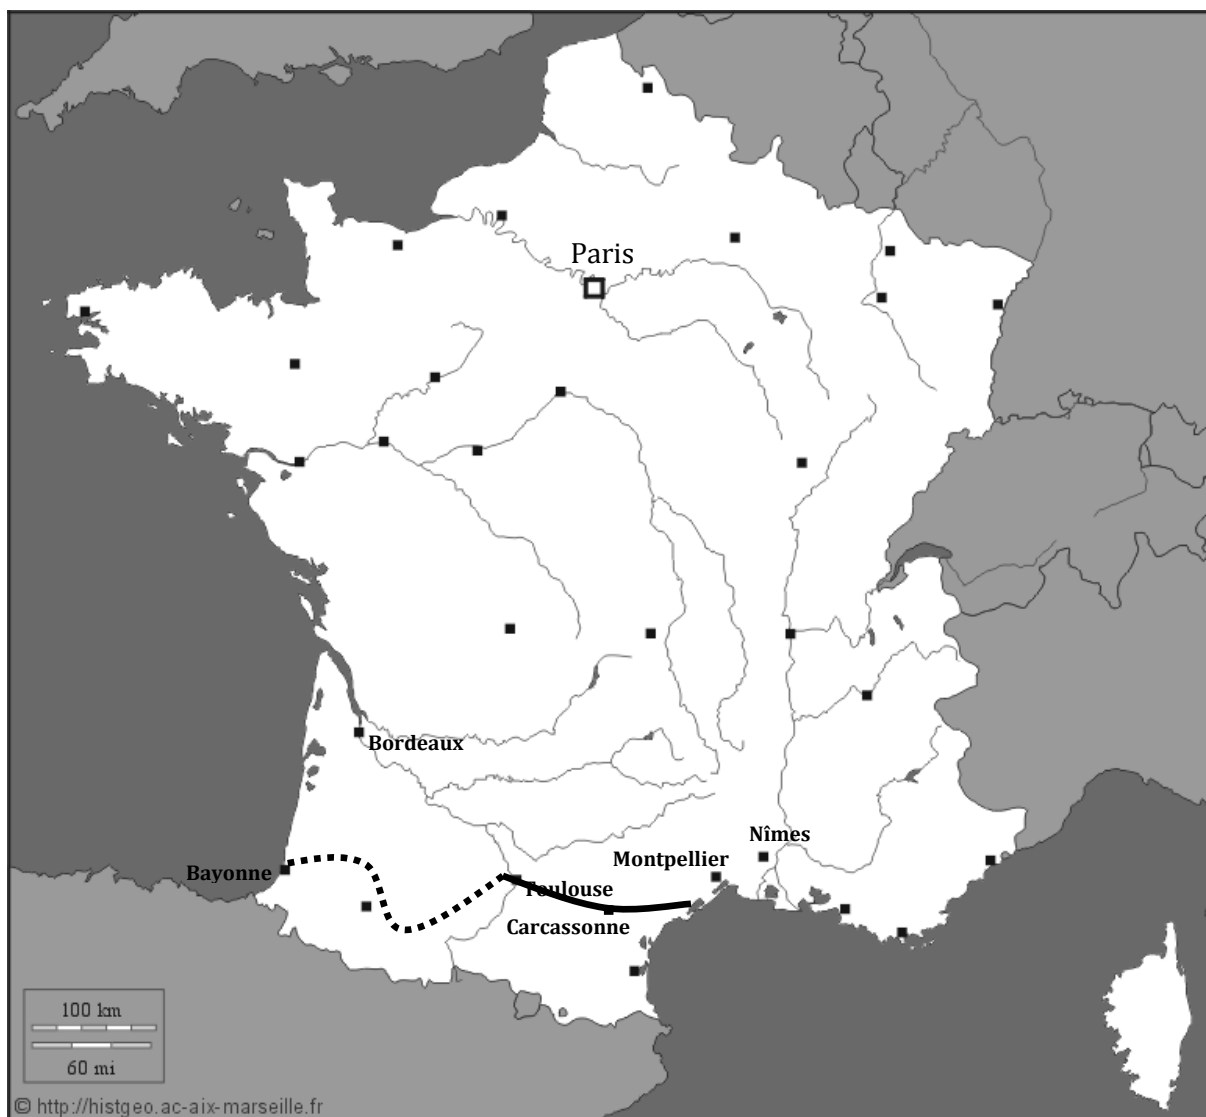 Paris
Bordeaux
Nîmes
Montpellier
Bayonne
Toulouse
Carcassonne
100 km
60 mi
© http://histgeo.ac-aix-marseille.fr